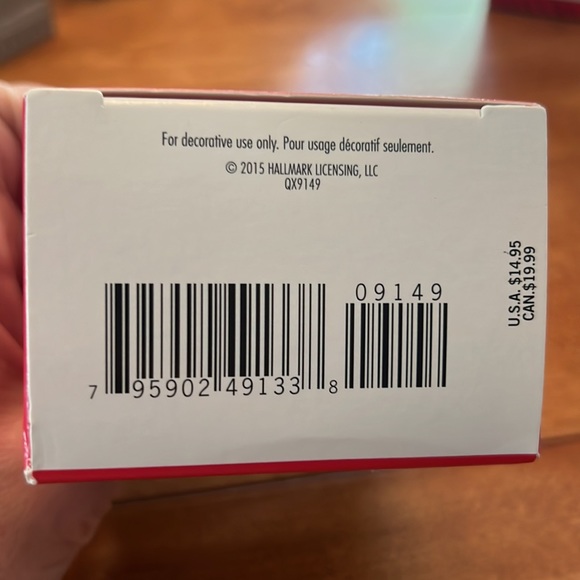 For decorative use only. Pour usage décoratif seulement.
© 2015 HALLMARK LICENSING, LLC
QX9149
U.S.A. $14.95
CAN.$19.99
09149
7 95902 49133 8